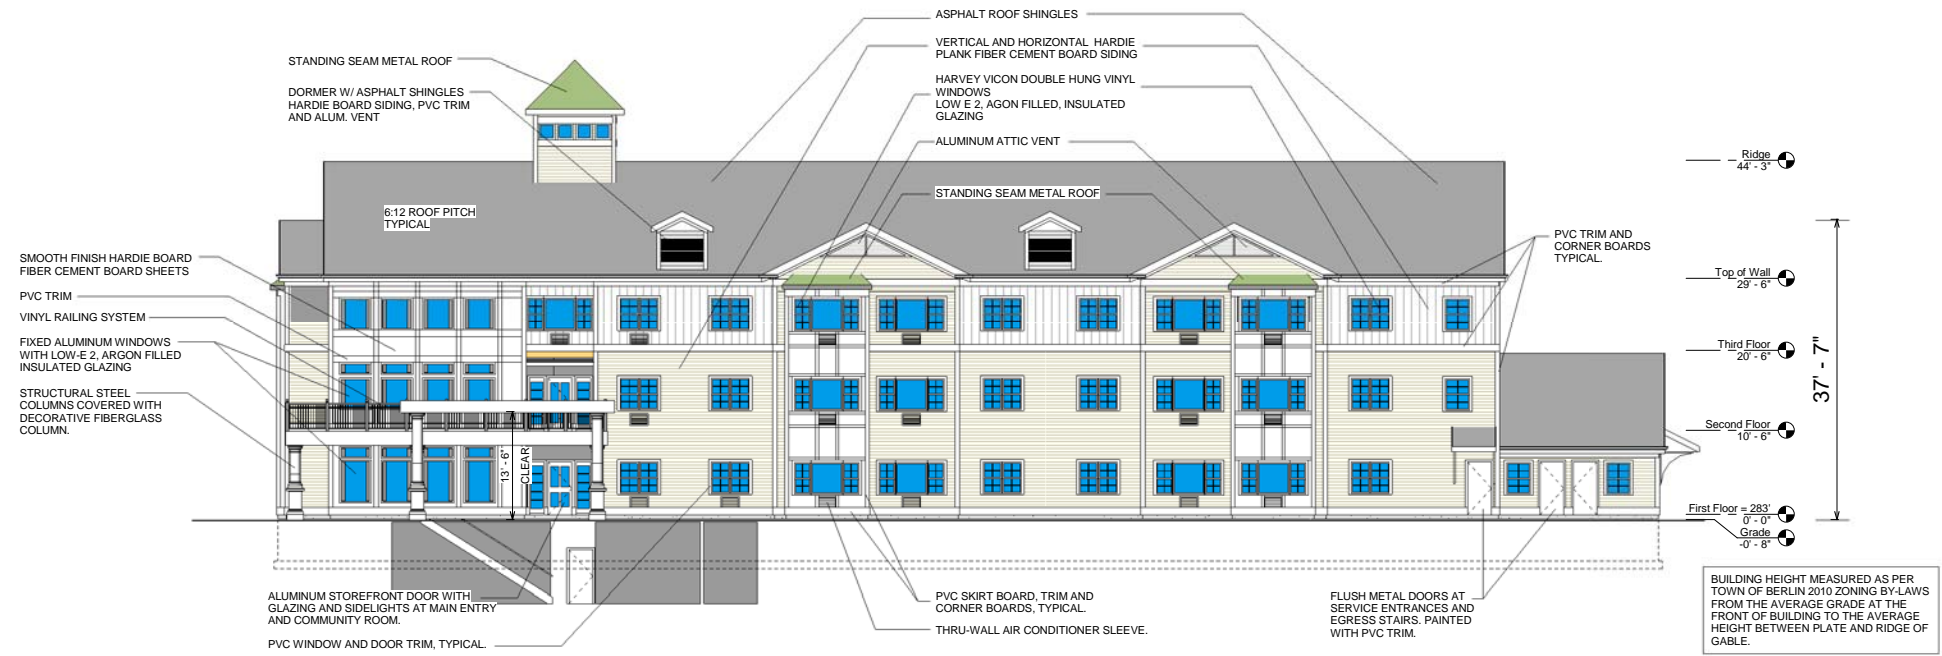 ASPHALT ROOF SHINGLES
VERTICAL AND HORIZONTAL HARDIE
PLANK FIBER CEMENT BOARD SIDING
HARVEY VICON DOUBLE HUNG VINYL
WINDOWS
LOW E 2, AGON FILLED, INSULATED
GLAZING
ALUMINUM ATTIC VENT
STANDING SEAM METAL ROOF
STANDING SEAM METAL ROOF
DORMER W/ ASPHALT SHINGLES
HARDIE BOARD SIDING, PVC TRIM
AND ALUM. VENT
6:12 ROOF PITCH
TYPICAL
SMOOTH FINISH HARDIE BOARD
FIBER CEMENT BOARD SHEETS
PVC TRIM
VINYL RAILING SYSTEM
FIXED ALUMINUM WINDOWS
WITH LOW-E 2, ARGON FILLED
INSULATED GLAZING
STRUCTURAL STEEL
COLUMNS COVERED WITH
DECORATIVE FIBERGLASS
COLUMN.
13' - 6"
CLEAR
PVC TRIM AND
CORNER BOARDS
TYPICAL.
Ridge
44' - 3"
Top of Wall
29' - 6"
Third Floor
20' - 6"
Second Floor
10' - 6"
First Floor = 283'
0' - 0"
Grade
-0' - 8"
37' - 7"
ALUMINUM STOREFRONT DOOR WITH
GLAZING AND SIDELIGHTS AT MAIN ENTRY
AND COMMUNITY ROOM.
PVC WINDOW AND DOOR TRIM, TYPICAL.
PVC SKIRT BOARD, TRIM AND
CORNER BOARDS, TYPICAL.
THRU-WALL AIR CONDITIONER SLEEVE.
FLUSH METAL DOORS AT
SERVICE ENTRANCES AND
EGRESS STAIRS. PAINTED
WITH PVC TRIM.
BUILDING HEIGHT MEASURED AS PER
TOWN OF BERLIN 2010 ZONING BY-LAWS
FROM THE AVERAGE GRADE AT THE
FRONT OF BUILDING TO THE AVERAGE
HEIGHT BETWEEN PLATE AND RIDGE OF
GABLE.